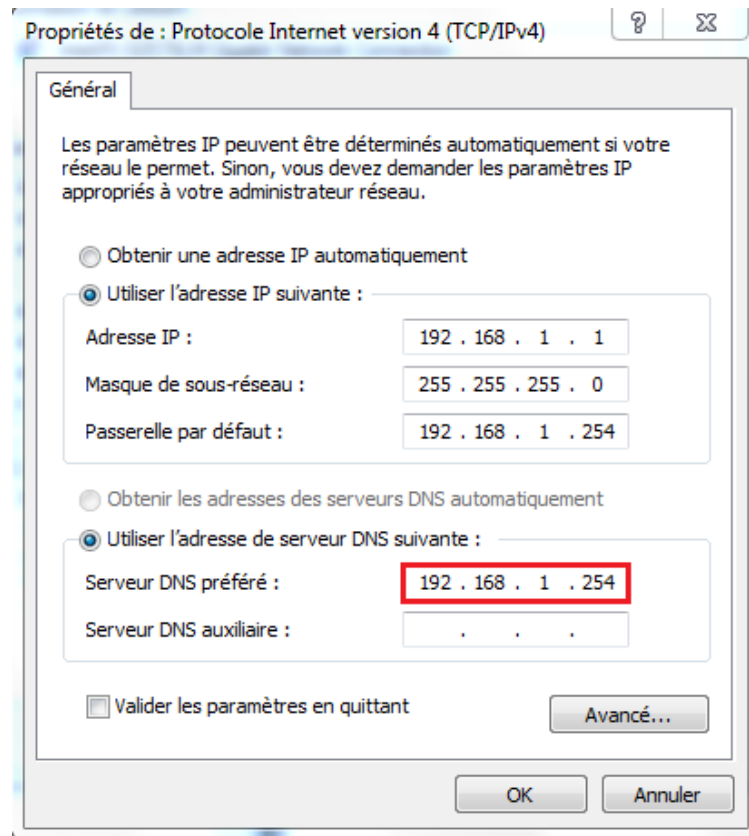 Propriétés de : Protocole Internet version 4 (TCP/IPv4)
?
Général
Les paramètres IP peuvent être déterminés automatiquement si votre
réseau le permet. Sinon, vous devez demander les paramètres IP
appropriés à votre administrateur réseau.
Obtenir une adresse IP automatiquement
Utiliser l'adresse IP suivante :
Adresse IP : 192 . 168 . 1 . 1
Masque de sous-réseau : 255 . 255 . 255 . 0
Passerelle par défaut : 192 . 168 . 1 . 254
Obtenir les adresses des serveurs DNS automatiquement
Utiliser l'adresse de serveur DNS suivante :
Serveur DNS préféré : 192 . 168 . 1 . 254
Serveur DNS auxiliaire : . . .
Valider les paramètres en quittant
Avancé...
OK Annuler